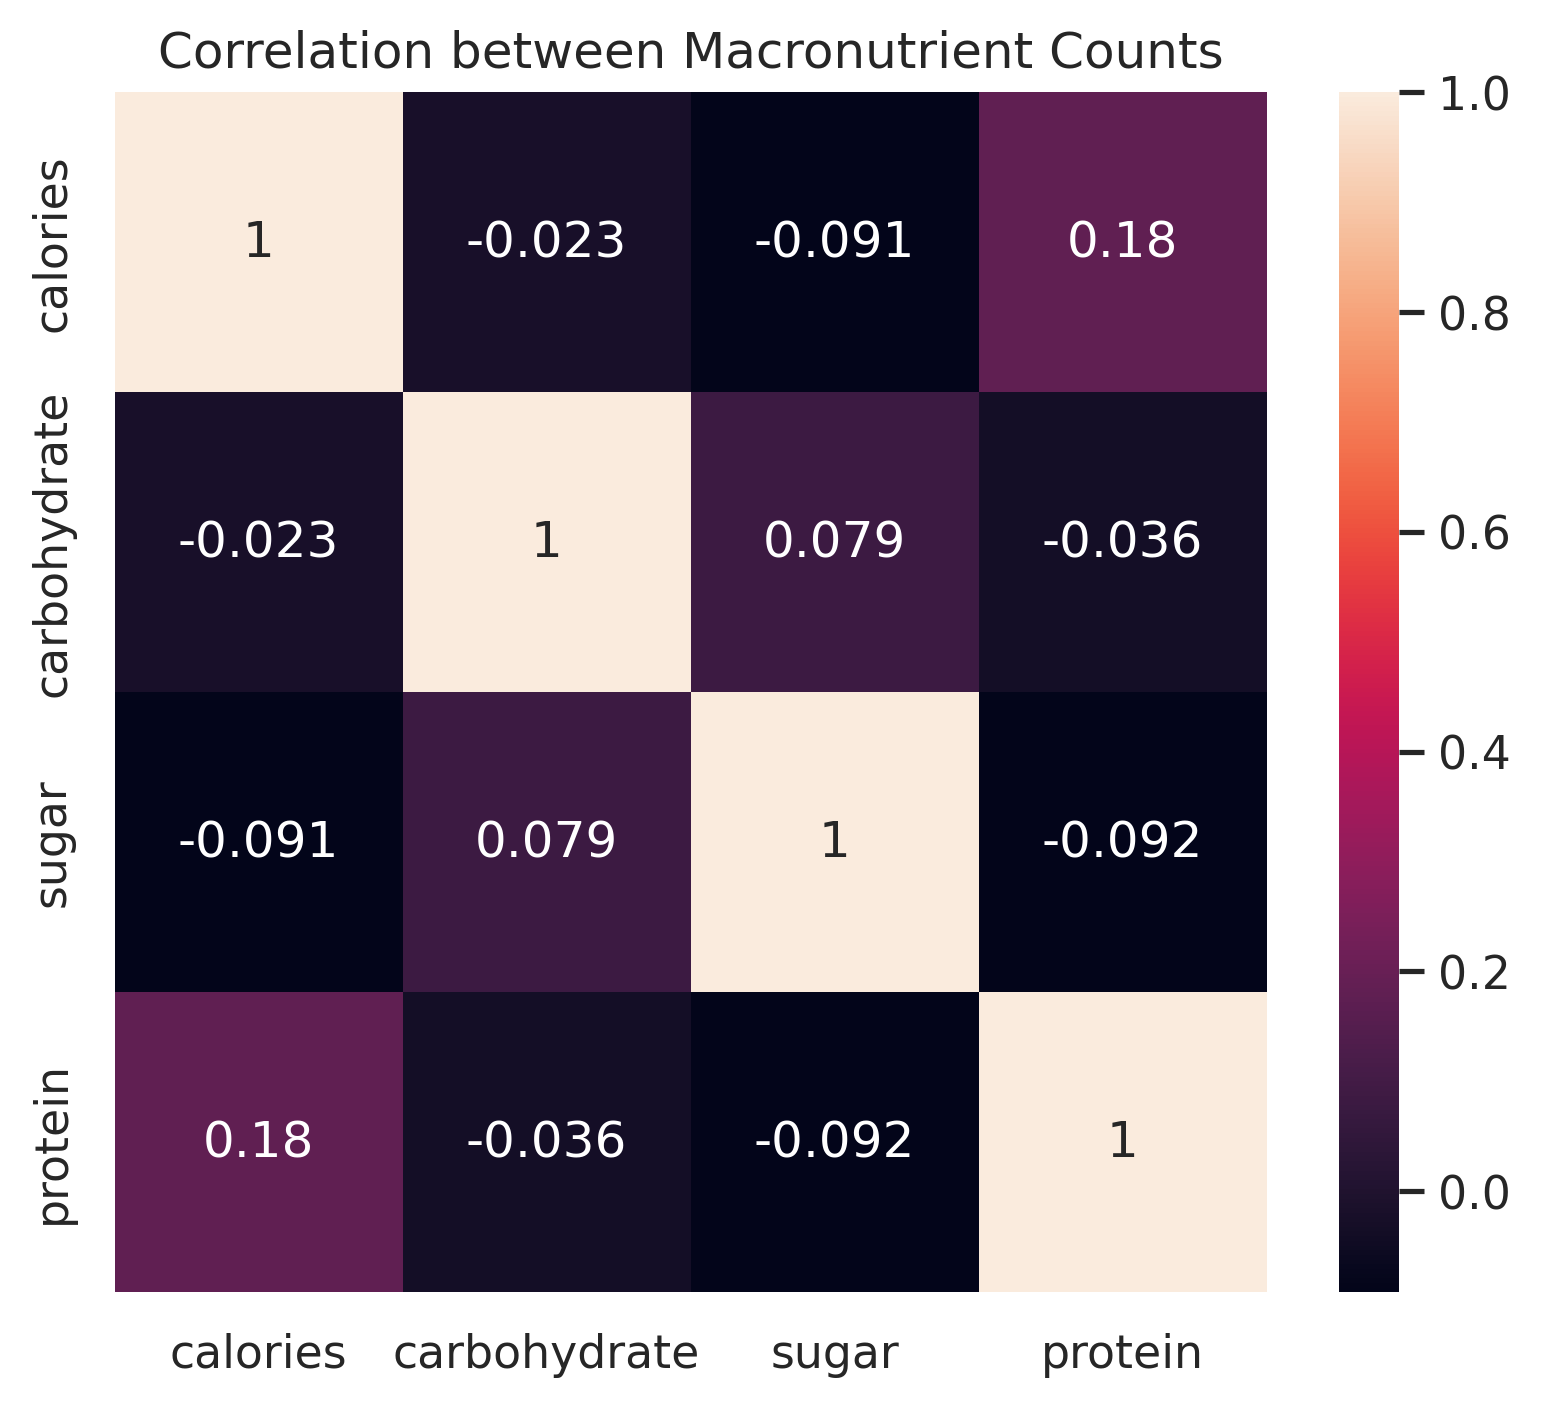 Correlation between Macronutrient Counts
calories
1
-0.023
-0.091
0.18
carbohydrate
-0.023
1
0.079
-0.036
sugar
-0.091
0.079
1
-0.092
protein
0.18
-0.036
-0.092
1
calories
carbohydrate
sugar
protein
1.0
0.8
0.6
0.4
0.2
0.0